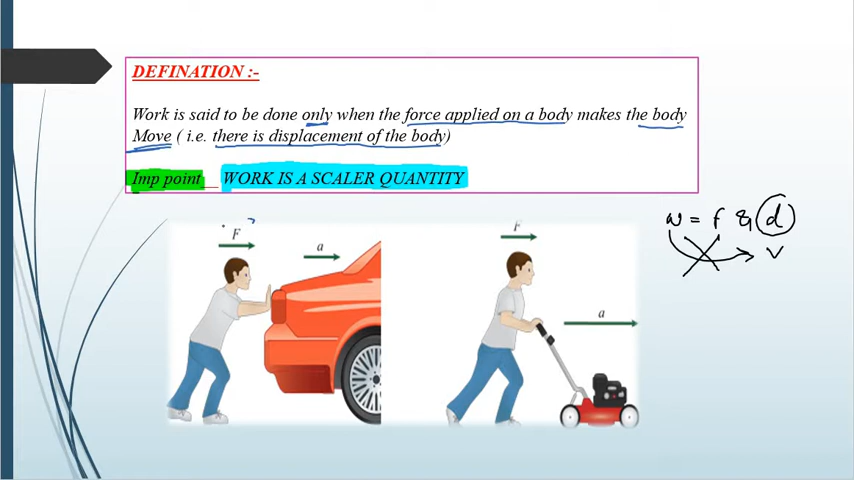 DEFINATION :-
Work is said to be done only when the force applied on a body makes the body
Move ( i.e. there is displacement of the body)
Imp point__ WORK IS A SCALER QUANTITY
F
a
F
a
w = f & d
v